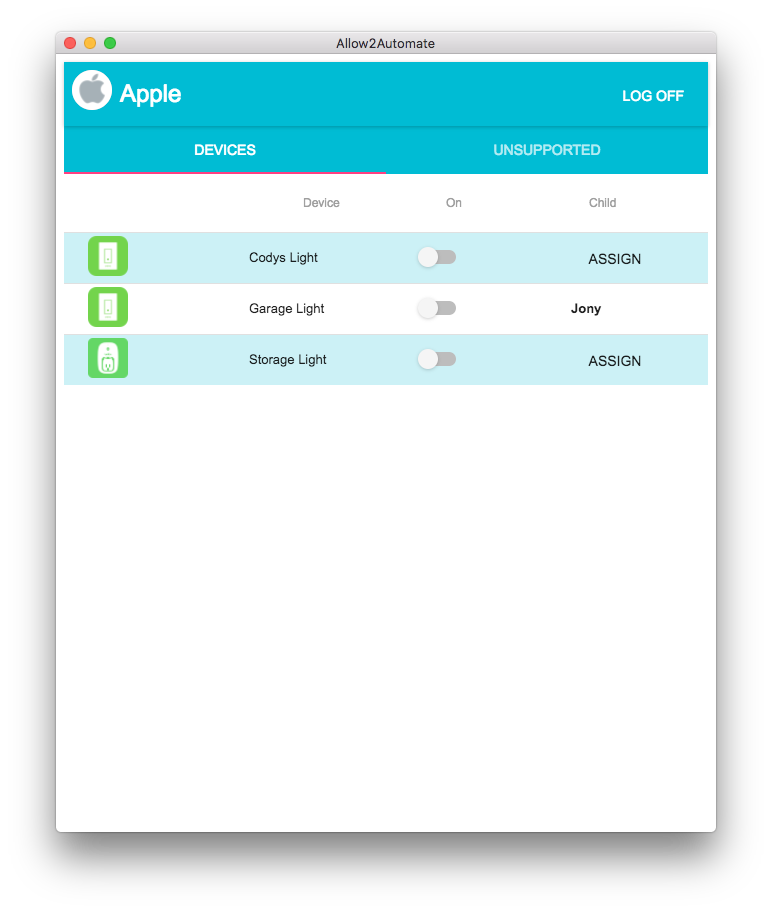 Allow2Automate
Apple
LOG OFF
DEVICES UNSUPPORTED
Device On Child
Codys Light ASSIGN
Garage Light Jony
Storage Light ASSIGN